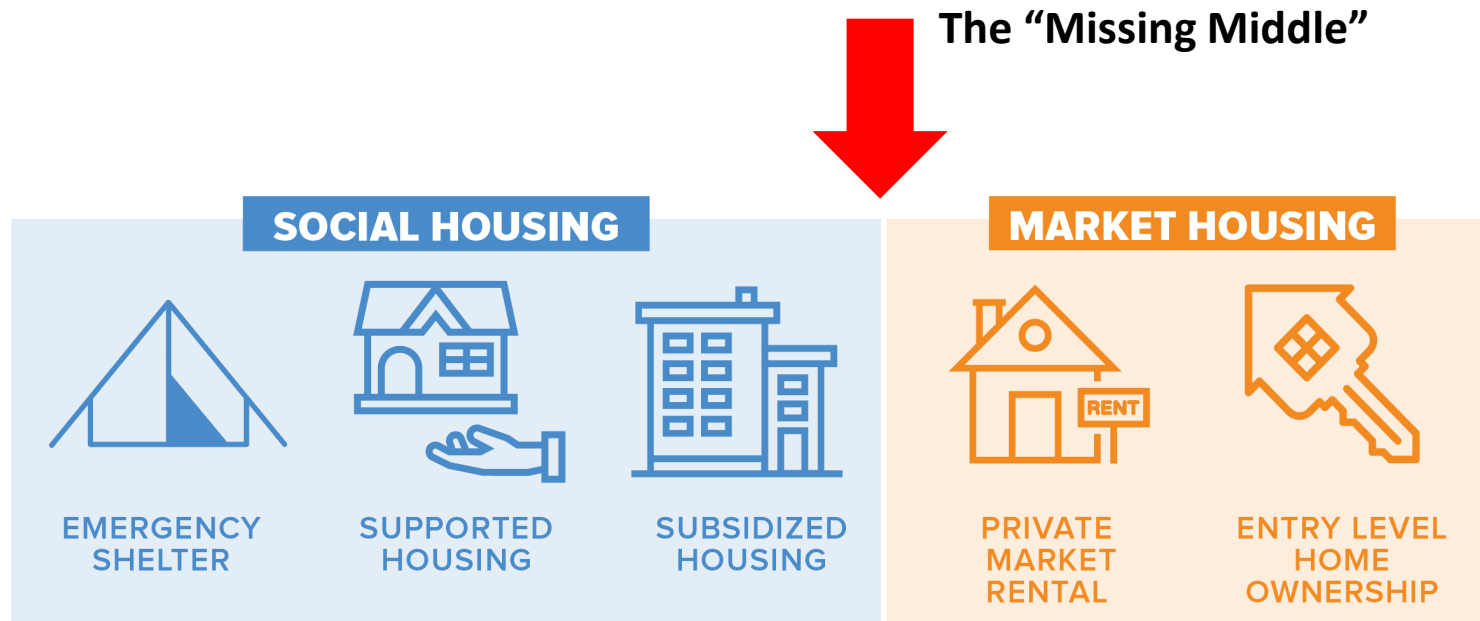 The “Missing Middle”
SOCIAL HOUSING
MARKET HOUSING
RENT
EMERGENCY
SHELTER
SUPPORTED
HOUSING
SUBSIDIZED
HOUSING
PRIVATE
MARKET
RENTAL
ENTRY LEVEL
HOME
OWNERSHIP